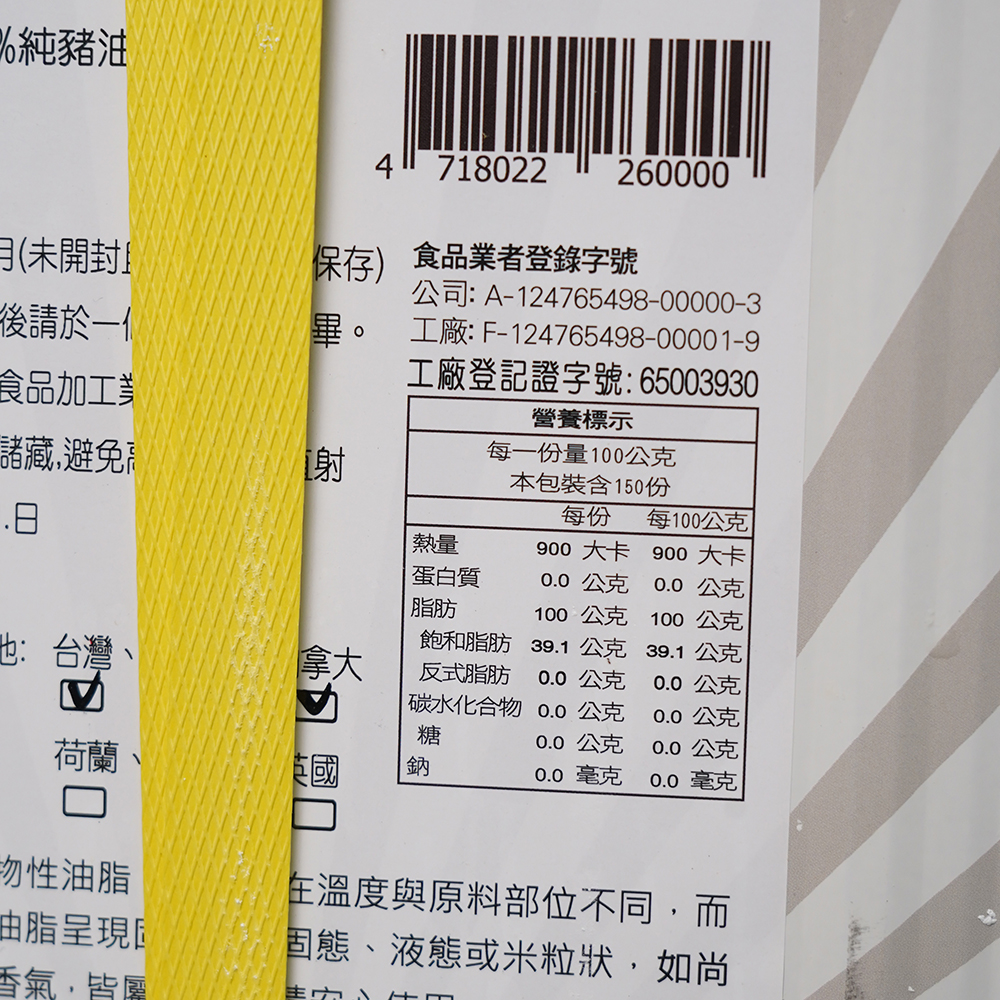 %純豬油
4 718022 260000
月(未開封 保存)
後請於一 畢。
食品加工業
儲藏,避免高 直射
.日
食品業者登錄字號
公司: A-124765498-00000-3
工廠: F-124765498-00001-9
工廠登記證字號: 65003930
營養標示
每一份量100公克
本包裝含150份
每份 每100公克
熱量 900 大卡 900 大卡
蛋白質 0.0 公克 0.0 公克
脂肪 100 公克 100 公克
飽和脂肪 39.1 公克 39.1 公克
反式脂肪 0.0 公克 0.0 公克
碳水化合物 0.0 公克 0.0 公克
糖 0.0 公克 0.0 公克
鈉 0.0 毫克 0.0 毫克
地: 台灣、 拿大
荷蘭、 英國
物性油脂 在溫度與原料部位不同,而
油脂呈現 固態、液態或米粒狀,如尚
香氣,皆屬